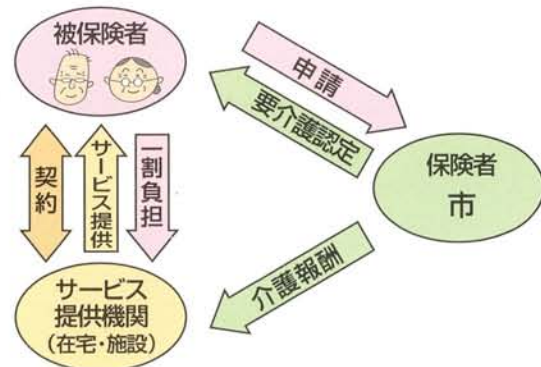 被保険者
申請
要介護認定
保険者
市
契約
サービス提供
一割負担
介護報酬
サービス
提供機関
(在宅・施設)